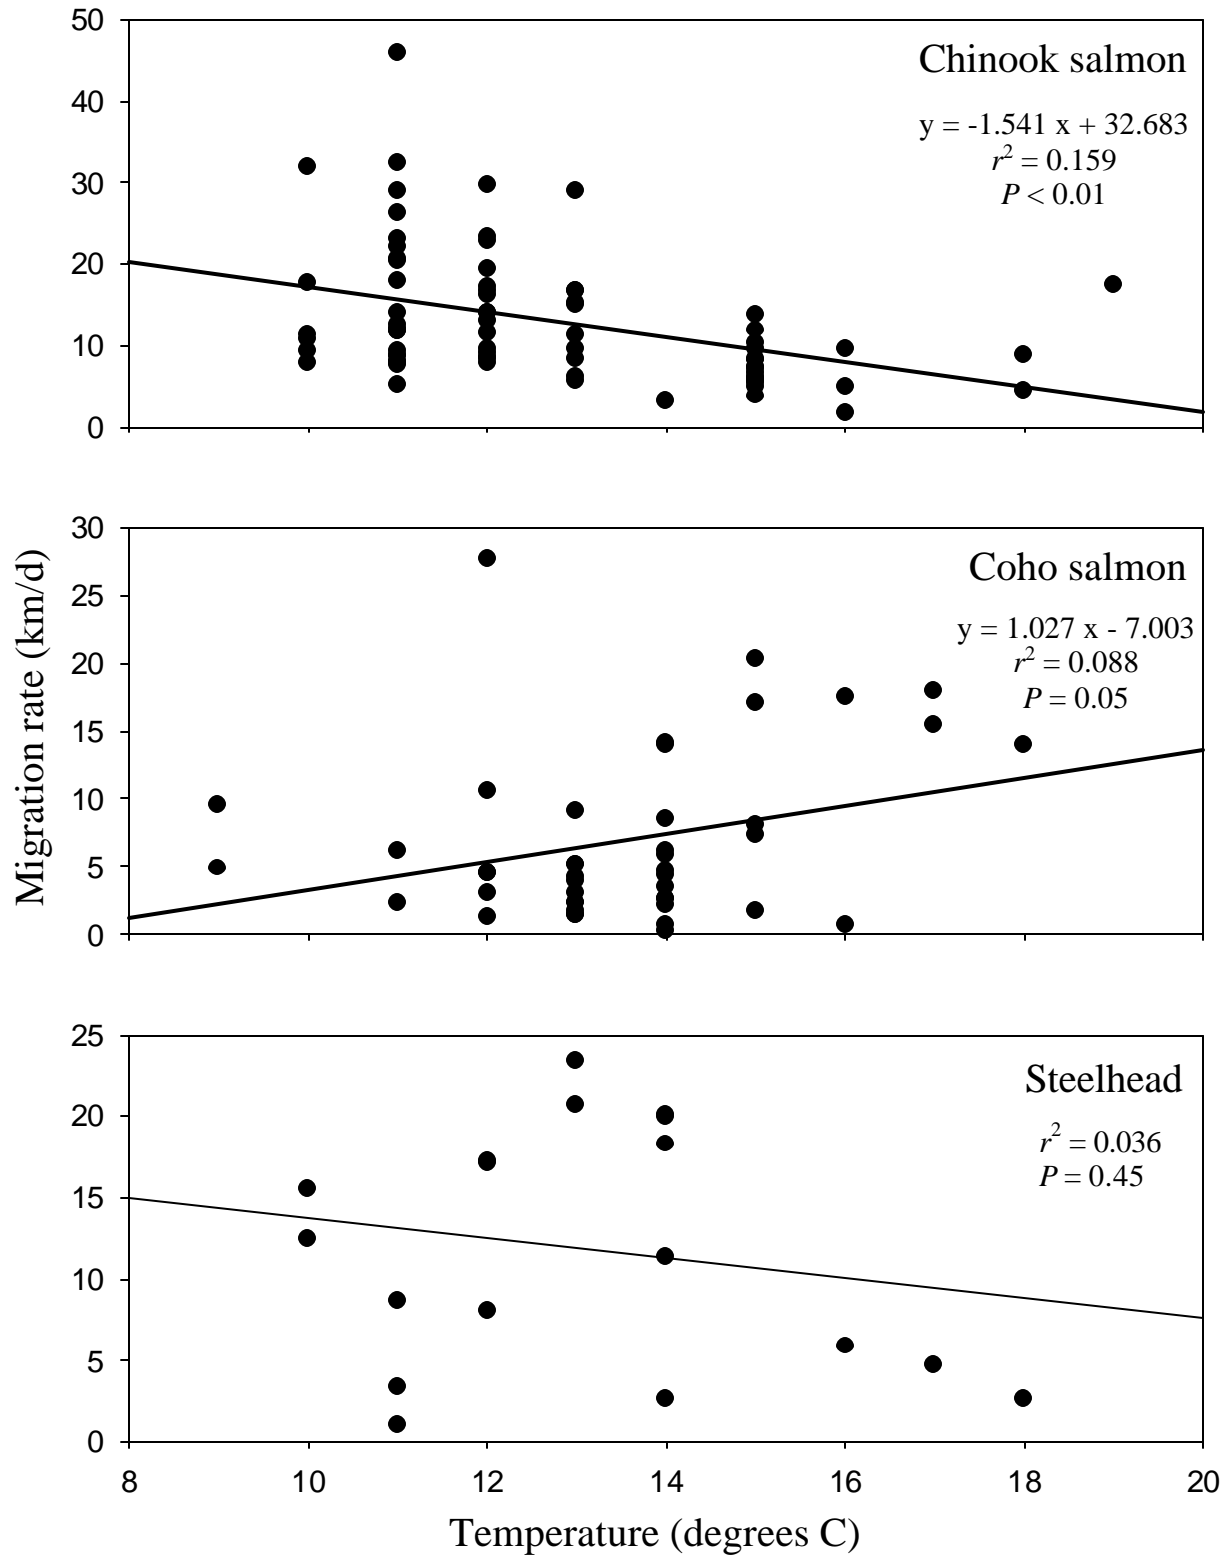 50
40
30
20
10
0
Chinook salmon
y = -1.541 x + 32.683
r² = 0.159
P < 0.01
30
25
20
15
10
5
0
Coho salmon
y = 1.027 x - 7.003
r² = 0.088
P = 0.05
Migration rate (km/d)
25
20
15
10
5
0
Steelhead
r² = 0.036
P = 0.45
8 10 12 14 16 18 20
Temperature (degrees C)